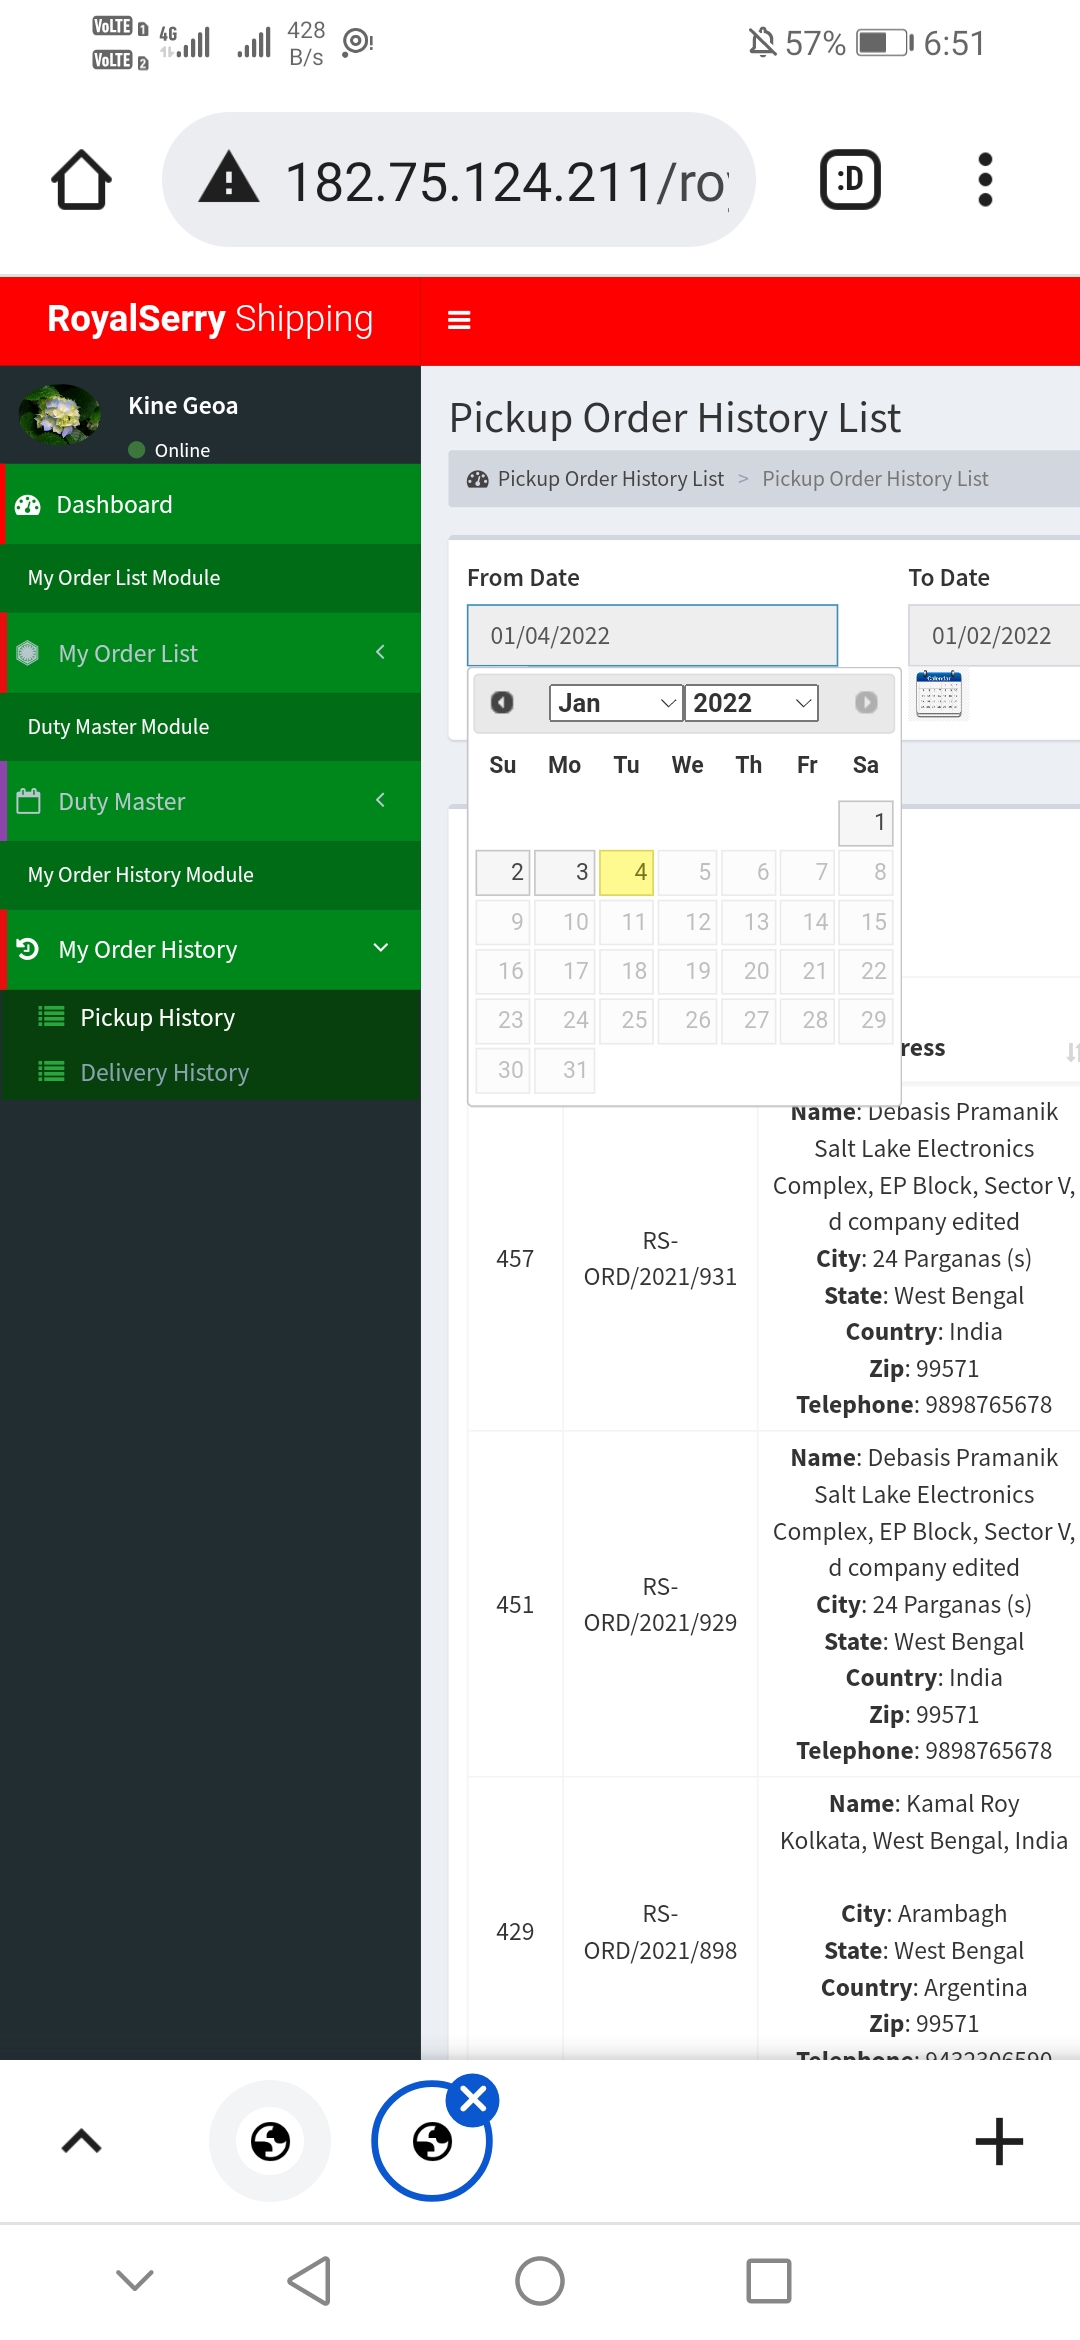 VoLTE 1
VoLTE 2
4G
428
B/s
57%
6:51
182.75.124.211/ro
:D
RoyalSerry Shipping
Kine Geoa
Online
Dashboard
My Order List Module
My Order List
Duty Master Module
Duty Master
My Order History Module
My Order History
Pickup History
Delivery History
Pickup Order History List
Pickup Order History List > Pickup Order History List
From Date
To Date
01/04/2022
01/02/2022
Calendar
Jan
2022
Su Mo Tu We Th Fr Sa
1
2 3 4 5 6 7 8
9 10 11 12 13 14 15
16 17 18 19 20 21 22
23 24 25 26 27 28 29
30 31
ress
457
RS-
ORD/2021/931
Name: Debasis Pramanik
Salt Lake Electronics
Complex, EP Block, Sector V,
d company edited
City: 24 Parganas (s)
State: West Bengal
Country: India
Zip: 99571
Telephone: 9898765678
451
RS-
ORD/2021/929
Name: Debasis Pramanik
Salt Lake Electronics
Complex, EP Block, Sector V,
d company edited
City: 24 Parganas (s)
State: West Bengal
Country: India
Zip: 99571
Telephone: 9898765678
429
RS-
ORD/2021/898
Name: Kamal Roy
Kolkata, West Bengal, India
City: Arambagh
State: West Bengal
Country: Argentina
Zip: 99571
Telephone: 9432306590